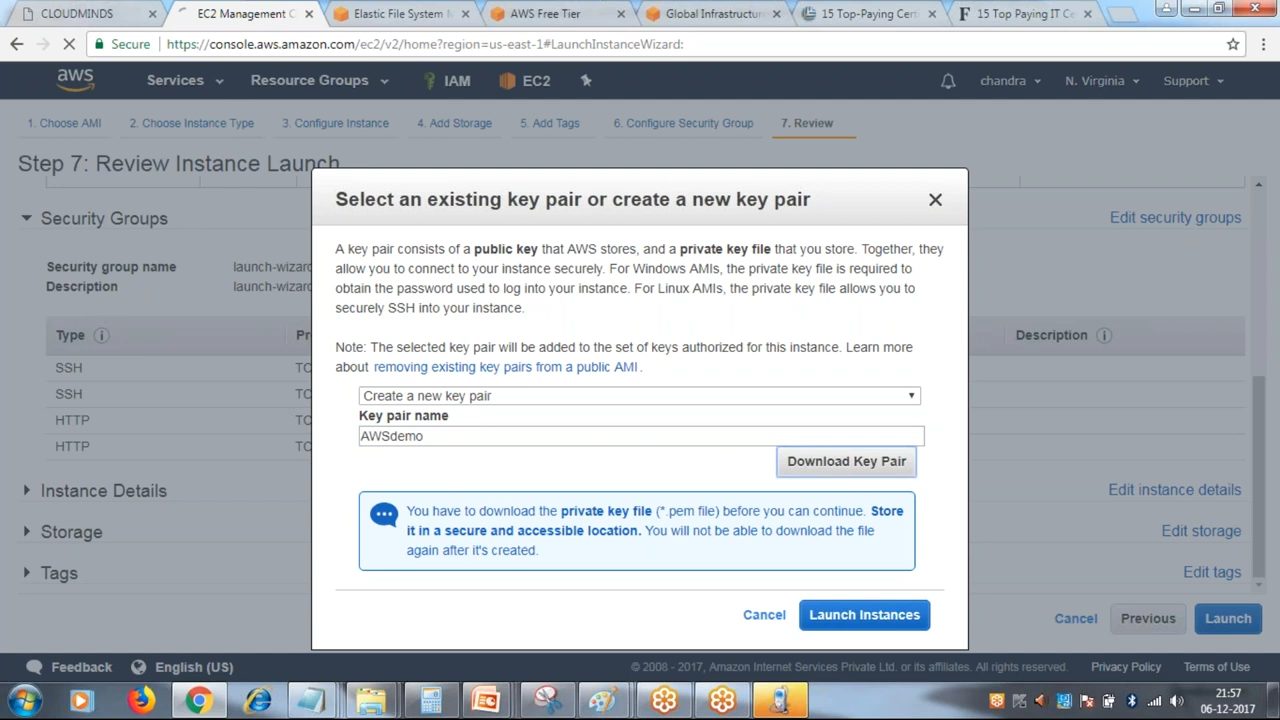 CLOUDMINDS
EC2 Management C
Elastic File System M
AWS Free Tier
Global Infrastructure
15 Top-Paying Cert
15 Top Paying IT Ce
Secure https://console.aws.amazon.com/ec2/v2/home?region=us-east-1#LaunchInstanceWizard:
aws Services Resource Groups IAM EC2 chandra N. Virginia Support
1. Choose AMI 2. Choose Instance Type 3. Configure Instance 4. Add Storage 5. Add Tags 6. Configure Security Group 7. Review
Step 7: Review Instance Launch
Security Groups
Edit security groups
Security group name launch-wizard
Description launch-wizard
Type i Pr
Description i
SSH TC
SSH TC
HTTP TC
HTTP TC
Instance Details
Edit instance details
Storage
Edit storage
Tags
Edit tags
Select an existing key pair or create a new key pair
A key pair consists of a public key that AWS stores, and a private key file that you store. Together, they
allow you to connect to your instance securely. For Windows AMIs, the private key file is required to
obtain the password used to log into your instance. For Linux AMIs, the private key file allows you to
securely SSH into your instance.
Note: The selected key pair will be added to the set of keys authorized for this instance. Learn more
about removing existing key pairs from a public AMI.
Create a new key pair
Key pair name
AWSdemo
Download Key Pair
You have to download the private key file (*.pem file) before you can continue. Store
it in a secure and accessible location. You will not be able to download the file
again after it's created.
Cancel Launch Instances
Cancel Previous Launch
Feedback English (US) © 2008 - 2017, Amazon Internet Services Private Ltd. or its affiliates. All rights reserved. Privacy Policy Terms of Use
21:57
06-12-2017